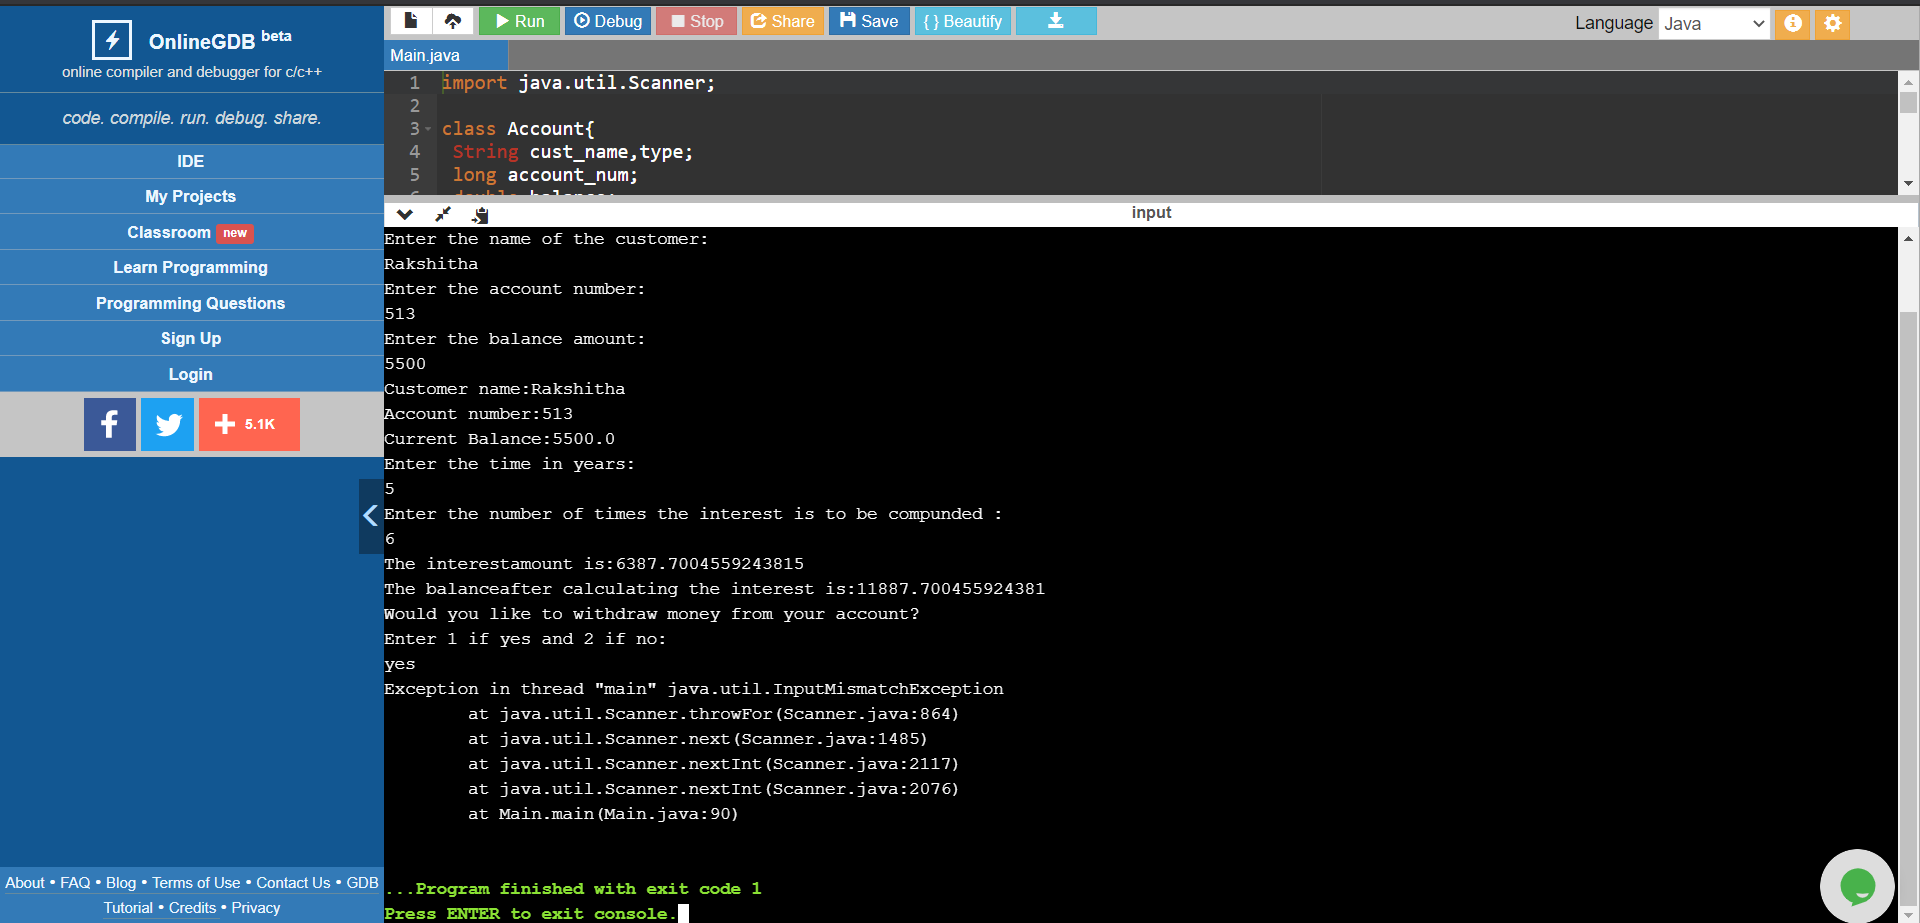 OnlineGDB beta
online compiler and debugger for c/c++
code. compile. run. debug. share.
IDE
My Projects
Classroom new
Learn Programming
Programming Questions
Sign Up
Login
f
5.1K
About • FAQ • Blog • Terms of Use • Contact Us • GDB
Tutorial • Credits • Privacy
Run Debug Stop Share Save { } Beautify
Language Java
Main.java
1 import java.util.Scanner;
2
3 class Account{
4 String cust_name,type;
5 long account_num;
6 double balance;
input
Enter the name of the customer:
Rakshitha
Enter the account number:
513
Enter the balance amount:
5500
Customer name:Rakshitha
Account number:513
Current Balance:5500.0
Enter the time in years:
5
Enter the number of times the interest is to be compunded :
6
The interestamount is:6387.7004559243815
The balanceafter calculating the interest is:11887.700455924381
Would you like to withdraw money from your account?
Enter 1 if yes and 2 if no:
yes
Exception in thread "main" java.util.InputMismatchException
at java.util.Scanner.throwFor(Scanner.java:864)
at java.util.Scanner.next(Scanner.java:1485)
at java.util.Scanner.nextInt(Scanner.java:2117)
at java.util.Scanner.nextInt(Scanner.java:2076)
at Main.main(Main.java:90)
...Program finished with exit code 1
Press ENTER to exit console.